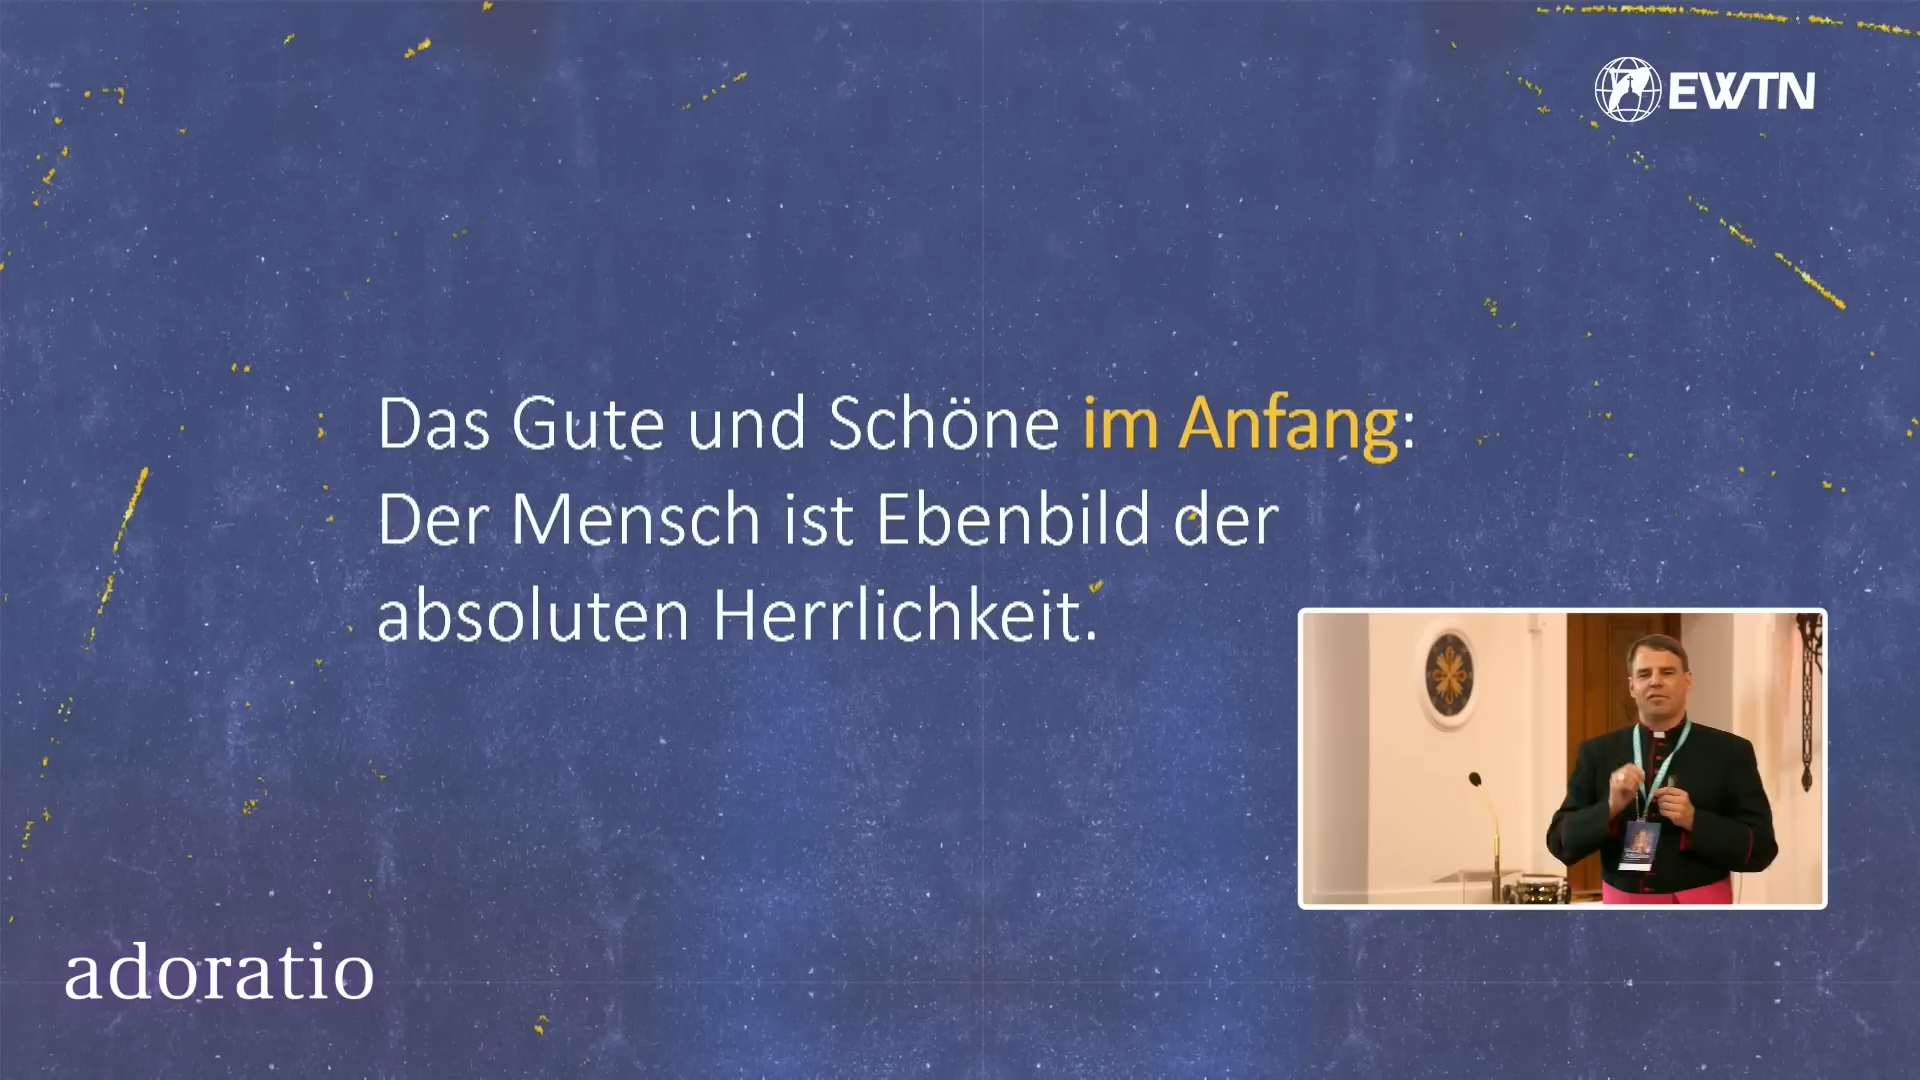 EWTN
Das Gute und Schöne im Anfang:
Der Mensch ist Ebenbild der
absoluten Herrlichkeit.
adoratio